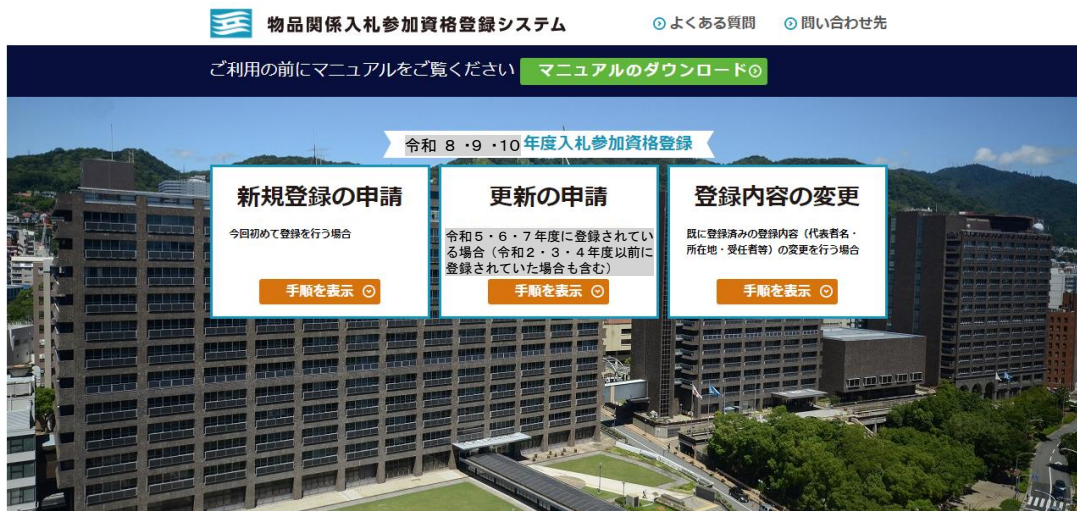 物品関係入札参加資格登録システム
よくある質問
問い合わせ先
ご利用の前にマニュアルをご覧ください
マニュアルのダウンロード
令和 8 ・9 ・10 年度入札参加資格登録
新規登録の申請
今回初めて登録を行う場合
手順を表示
更新の申請
令和5・6・7年度に登録されてい
る場合（令和2・3・4年度以前に
登録されていた場合も含む）
手順を表示
登録内容の変更
既に登録済みの登録内容（代表者名・
所在地・受任者等）の変更を行う場合
手順を表示